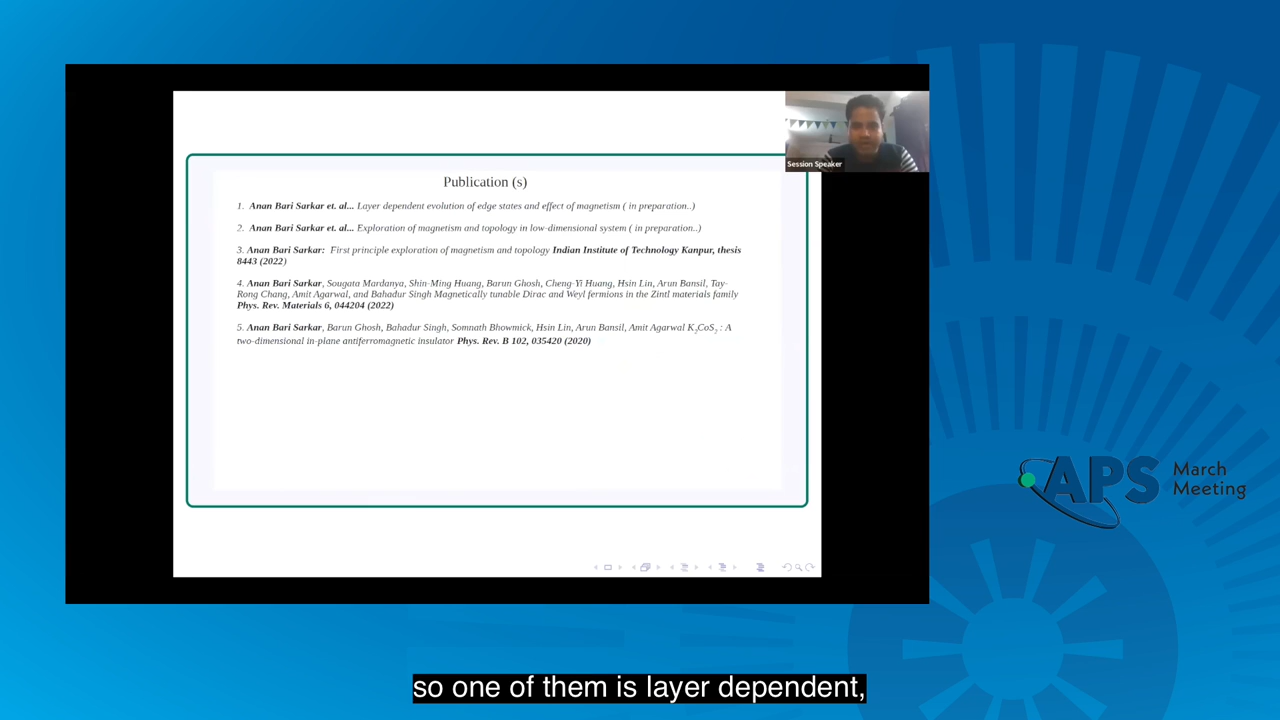 Session Speaker
Publication (s)
1. Anan Bari Sarkar et. al... Layer dependent evolution of edge states and effect of magnetism ( in preparation..)
2. Anan Bari Sarkar et. al... Exploration of magnetism and topology in low-dimensional system ( in preparation..)
3. Anan Bari Sarkar: First principle exploration of magnetism and topology Indian Institute of Technology Kanpur, thesis
8443 (2022)
4. Anan Bari Sarkar, Sougata Mardanya, Shin-Ming Huang, Barun Ghosh, Cheng-Yi Huang, Hsin Lin, Arun Bansil, Tay-
Rong Chang, Amit Agarwal, and Bahadur Singh Magnetically tunable Dirac and Weyl fermions in the Zintl materials family
Phys. Rev. Materials 6, 044204 (2022)
5. Anan Bari Sarkar, Barun Ghosh, Bahadur Singh, Somnath Bhowmick, Hsin Lin, Arun Bansil, Amit Agarwal K₂CoS₂ : A
two-dimensional in-plane antiferromagnetic insulator Phys. Rev. B 102, 035420 (2020)
APS March
Meeting
so one of them is layer dependent,